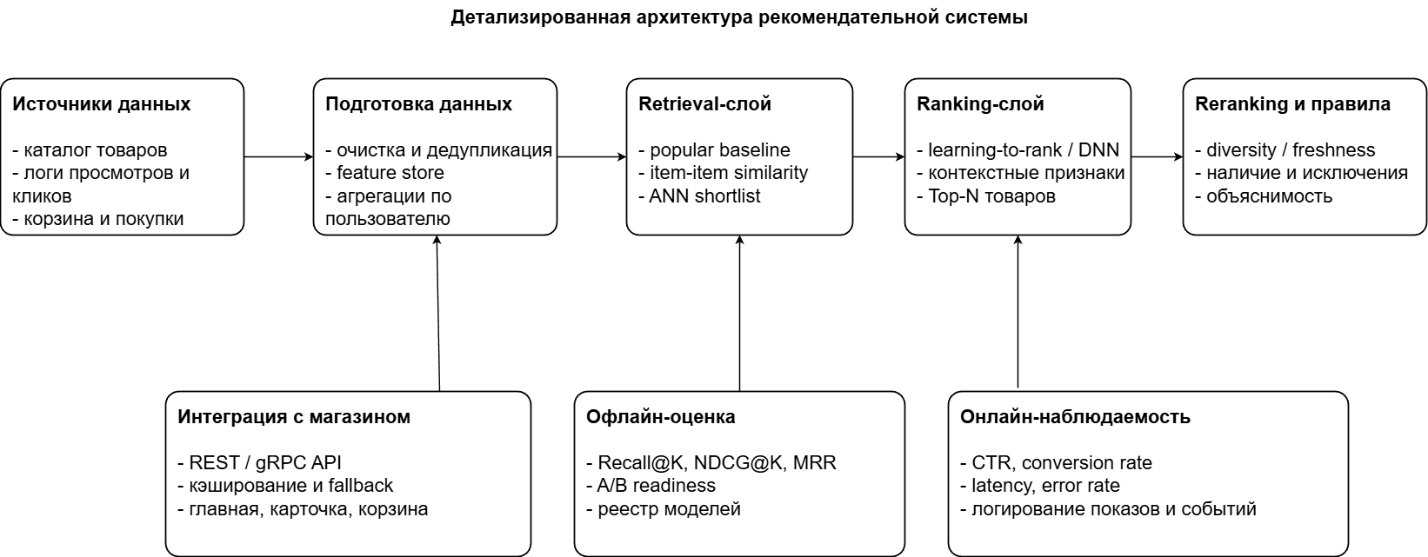 Детализированная архитектура рекомендательной системы
Источники данных
- каталог товаров
- логи просмотров и
кликов
- корзина и покупки
Подготовка данных
- очистка и дедупликация
- feature store
- агрегации по
пользователю
Retrieval-слой
- popular baseline
- item-item similarity
- ANN shortlist
Ranking-слой
- learning-to-rank / DNN
- контекстные признаки
- Top-N товаров
Reranking и правила
- diversity / freshness
- наличие и исключения
- объяснимость
Интеграция с магазином
- REST / gRPC API
- кэширование и fallback
- главная, карточка, корзина
Офлайн-оценка
- Recall@K, NDCG@K, MRR
- A/B readiness
- реестр моделей
Онлайн-наблюдаемость
- CTR, conversion rate
- latency, error rate
- логирование показов и событий